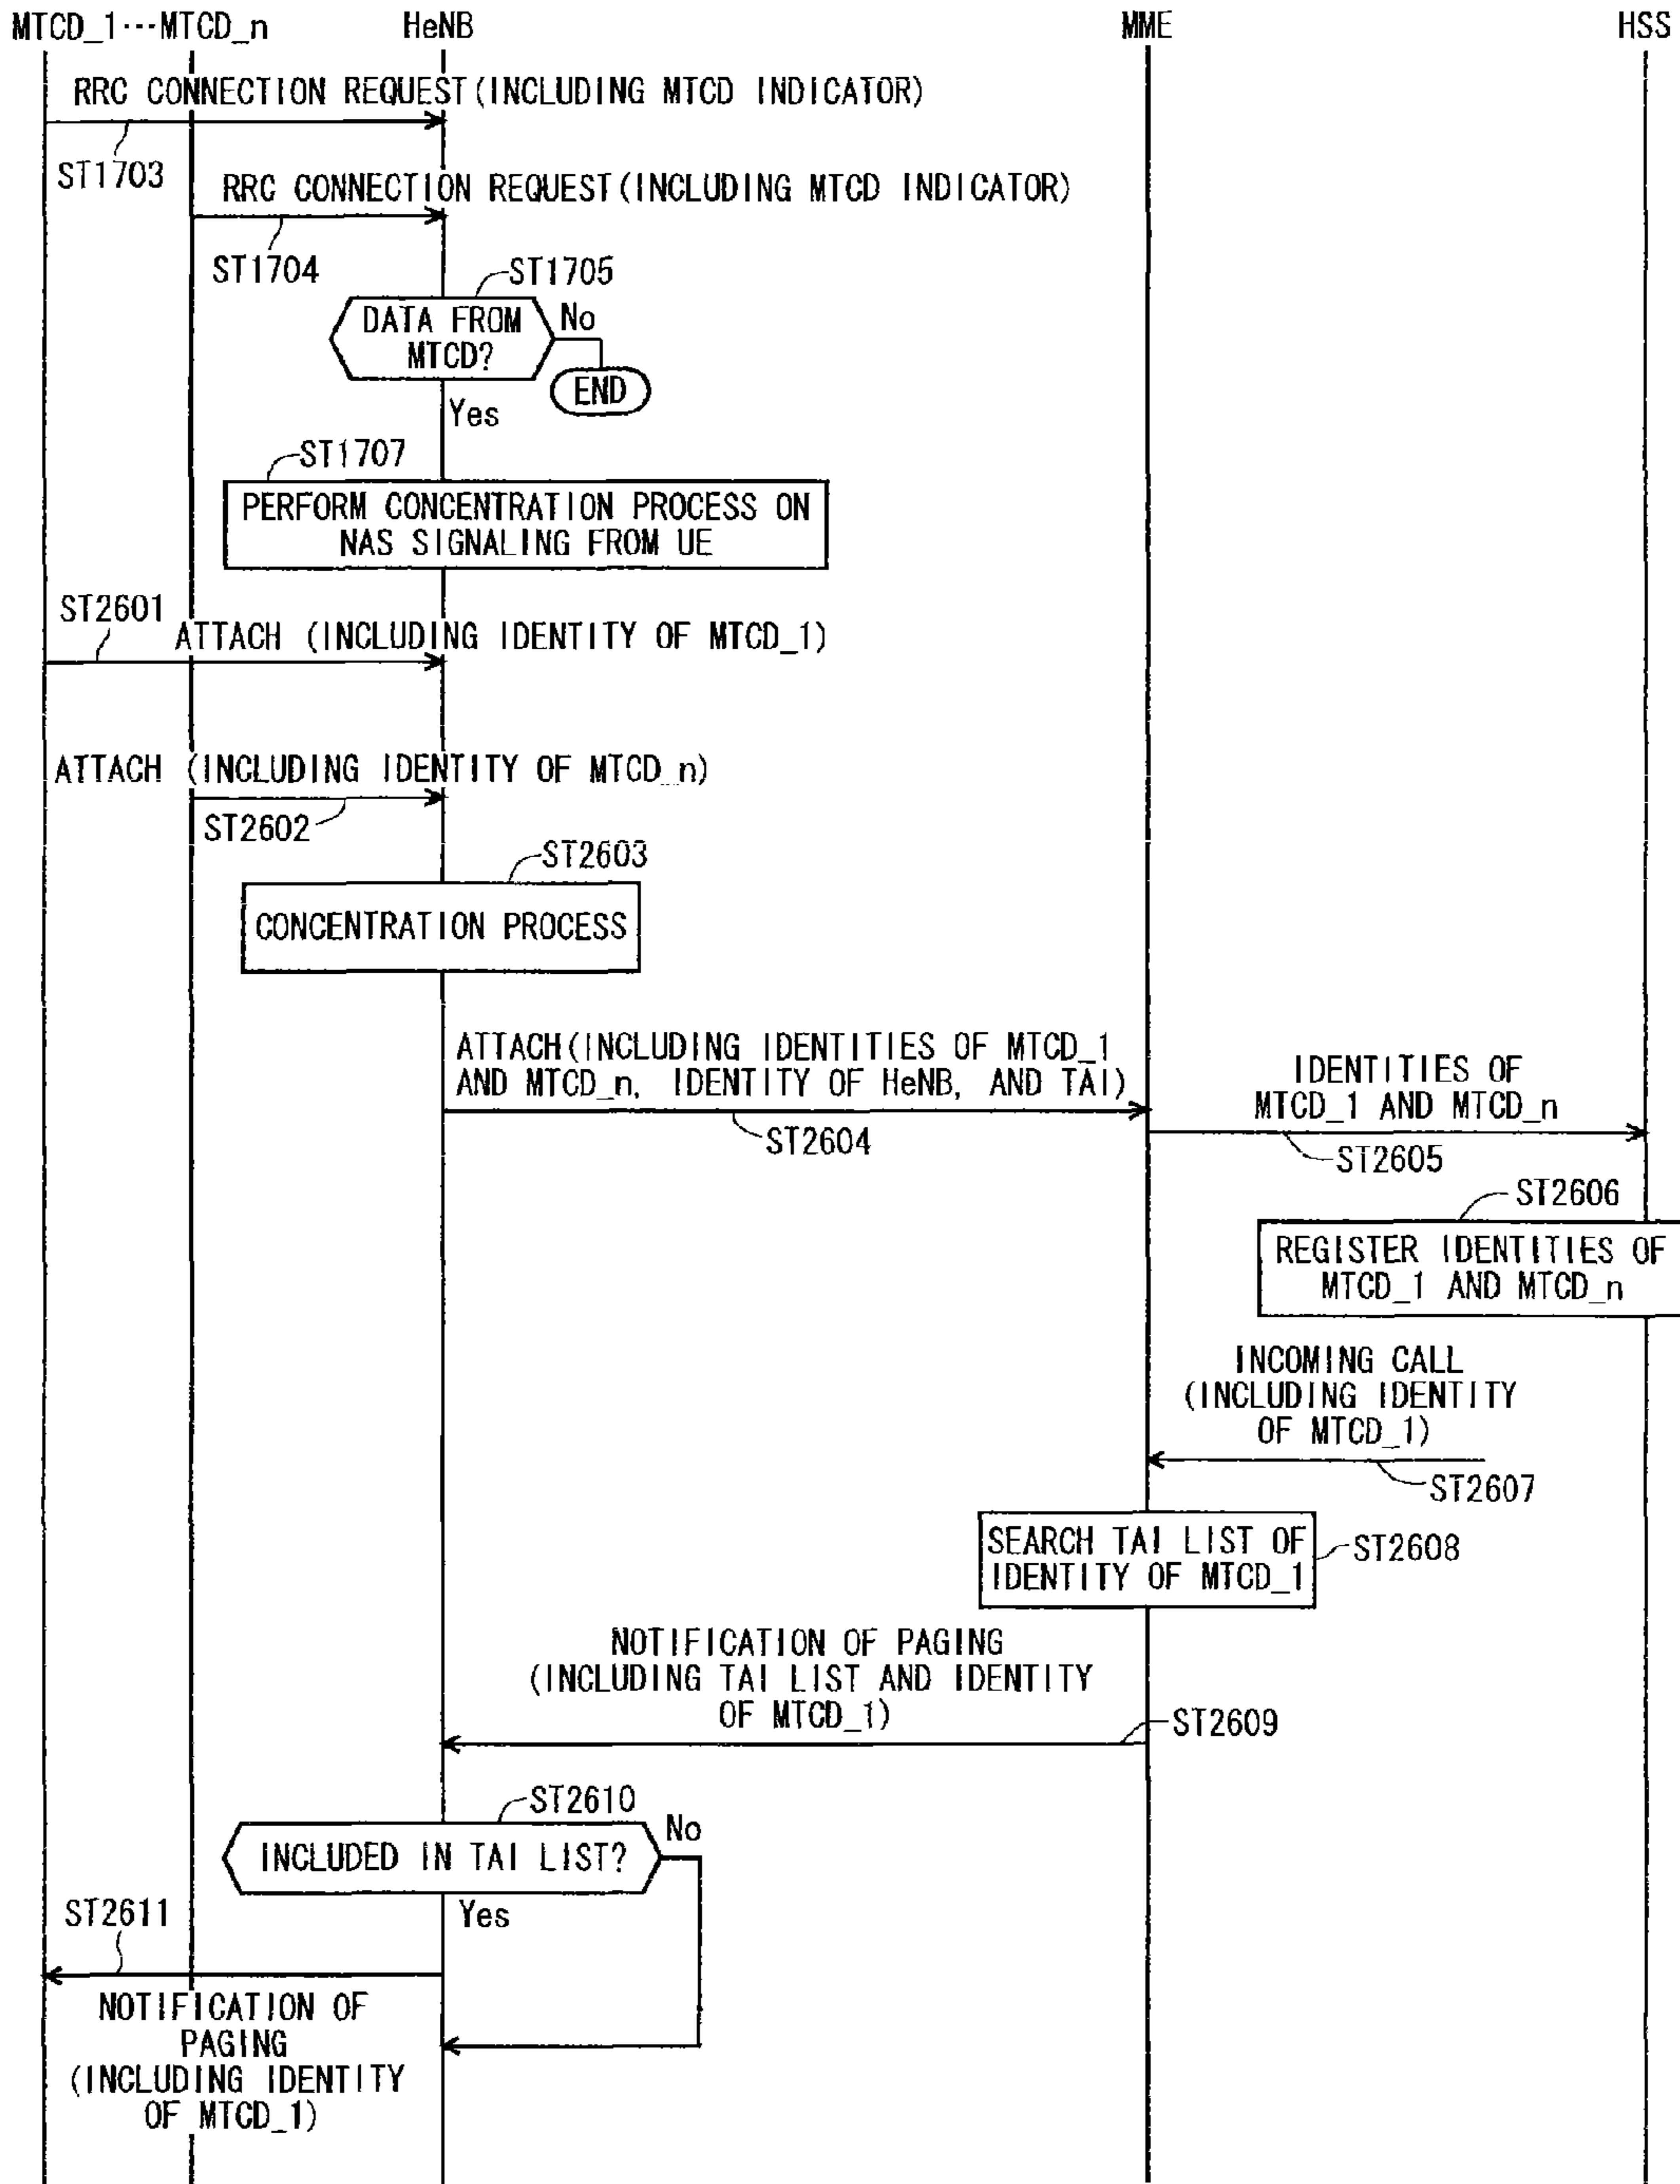 MTCD_1···MTCD_n
HeNB
MME
HSS
RRC CONNECTION REQUEST(INCLUDING MTCD INDICATOR)
ST1703
RRC CONNECTION REQUEST(INCLUDING MTCD INDICATOR)
ST1704
ST1705
DATA FROM
MTCD?
No
END
Yes
ST1707
PERFORM CONCENTRATION PROCESS ON
NAS SIGNALING FROM UE
ST2601
ATTACH (INCLUDING IDENTITY OF MTCD_1)
ATTACH (INCLUDING IDENTITY OF MTCD_n)
ST2602
ST2603
CONCENTRATION PROCESS
ATTACH(INCLUDING IDENTITIES OF MTCD_1
AND MTCD_n, IDENTITY OF HeNB, AND TAI)
ST2604
IDENTITIES OF
MTCD_1 AND MTCD_n
ST2605
ST2606
REGISTER IDENTITIES OF
MTCD_1 AND MTCD_n
INCOMING CALL
(INCLUDING IDENTITY
OF MTCD_1)
ST2607
SEARCH TAI LIST OF
IDENTITY OF MTCD_1
ST2608
NOTIFICATION OF PAGING
(INCLUDING TAI LIST AND IDENTITY
OF MTCD_1)
ST2609
ST2610
INCLUDED IN TAI LIST?
No
Yes
ST2611
NOTIFICATION OF
PAGING
(INCLUDING IDENTITY
OF MTCD_1)